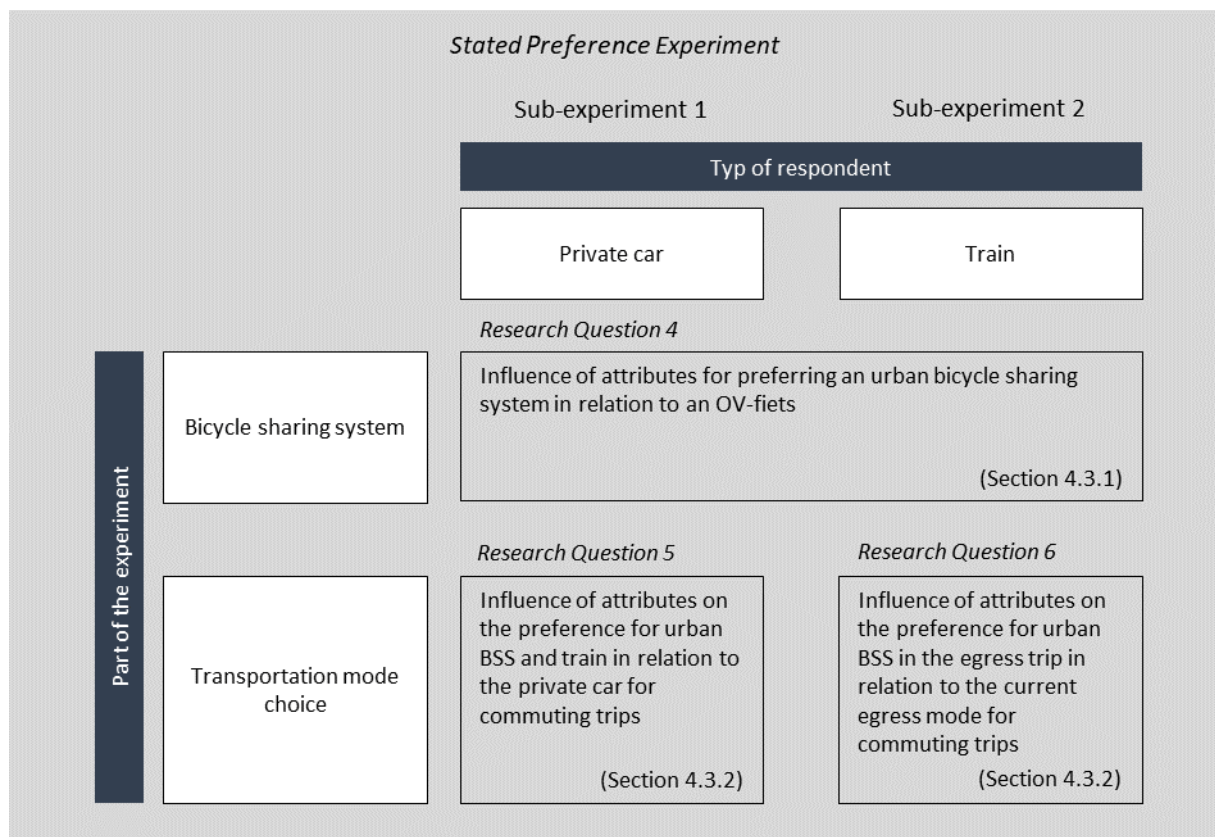 Stated Preference Experiment
Sub-experiment 1
Sub-experiment 2
Typ of respondent
Private car
Train
Research Question 4
Part of the experiment
Bicycle sharing system
Influence of attributes for preferring an urban bicycle sharing
system in relation to an OV-fiets
(Section 4.3.1)
Research Question 5
Research Question 6
Transportation mode
choice
Influence of attributes on
the preference for urban
BSS and train in relation to
the private car for
commuting trips
(Section 4.3.2)
Influence of attributes on
the preference for urban
BSS in the egress trip in
relation to the current
egress mode for
commuting trips
(Section 4.3.2)